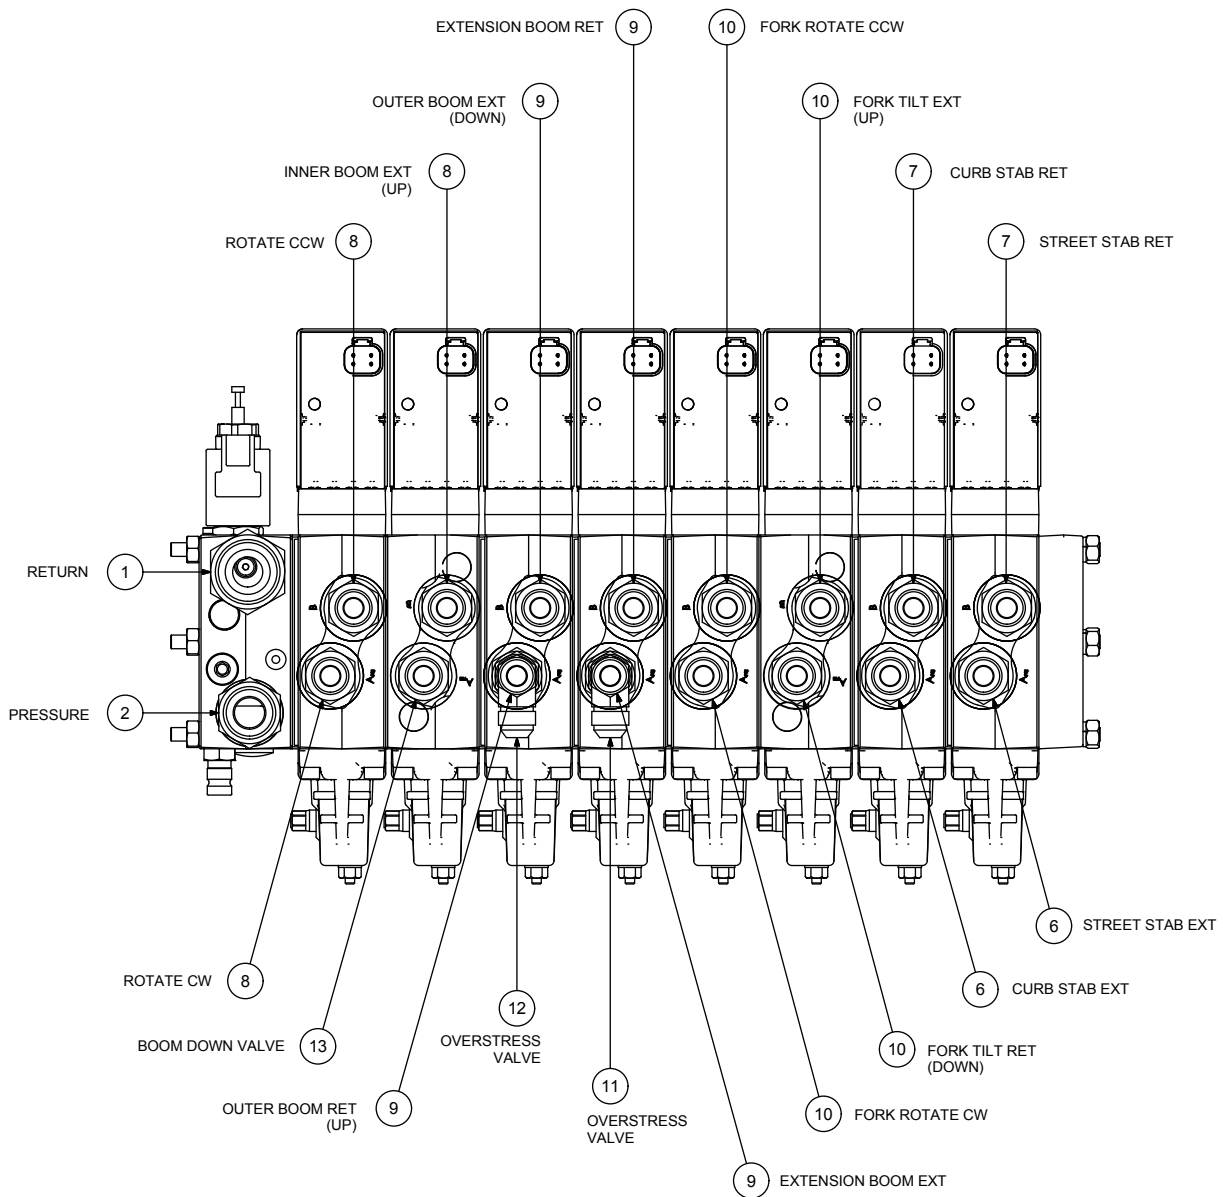 EXTENSION BOOM RET 9
10 FORK ROTATE CCW
OUTER BOOM EXT 9
(DOWN)
10 FORK TILT EXT
(UP)
INNER BOOM EXT 8
(UP)
7 CURB STAB RET
ROTATE CCW 8
7 STREET STAB RET
RETURN 1
PRESSURE 2
6 STREET STAB EXT
ROTATE CW 8
6 CURB STAB EXT
12
OVERSTRESS
VALVE
BOOM DOWN VALVE 13
10 FORK TILT RET
(DOWN)
11
OVERSTRESS
VALVE
OUTER BOOM RET 9
(UP)
10 FORK ROTATE CW
9 EXTENSION BOOM EXT